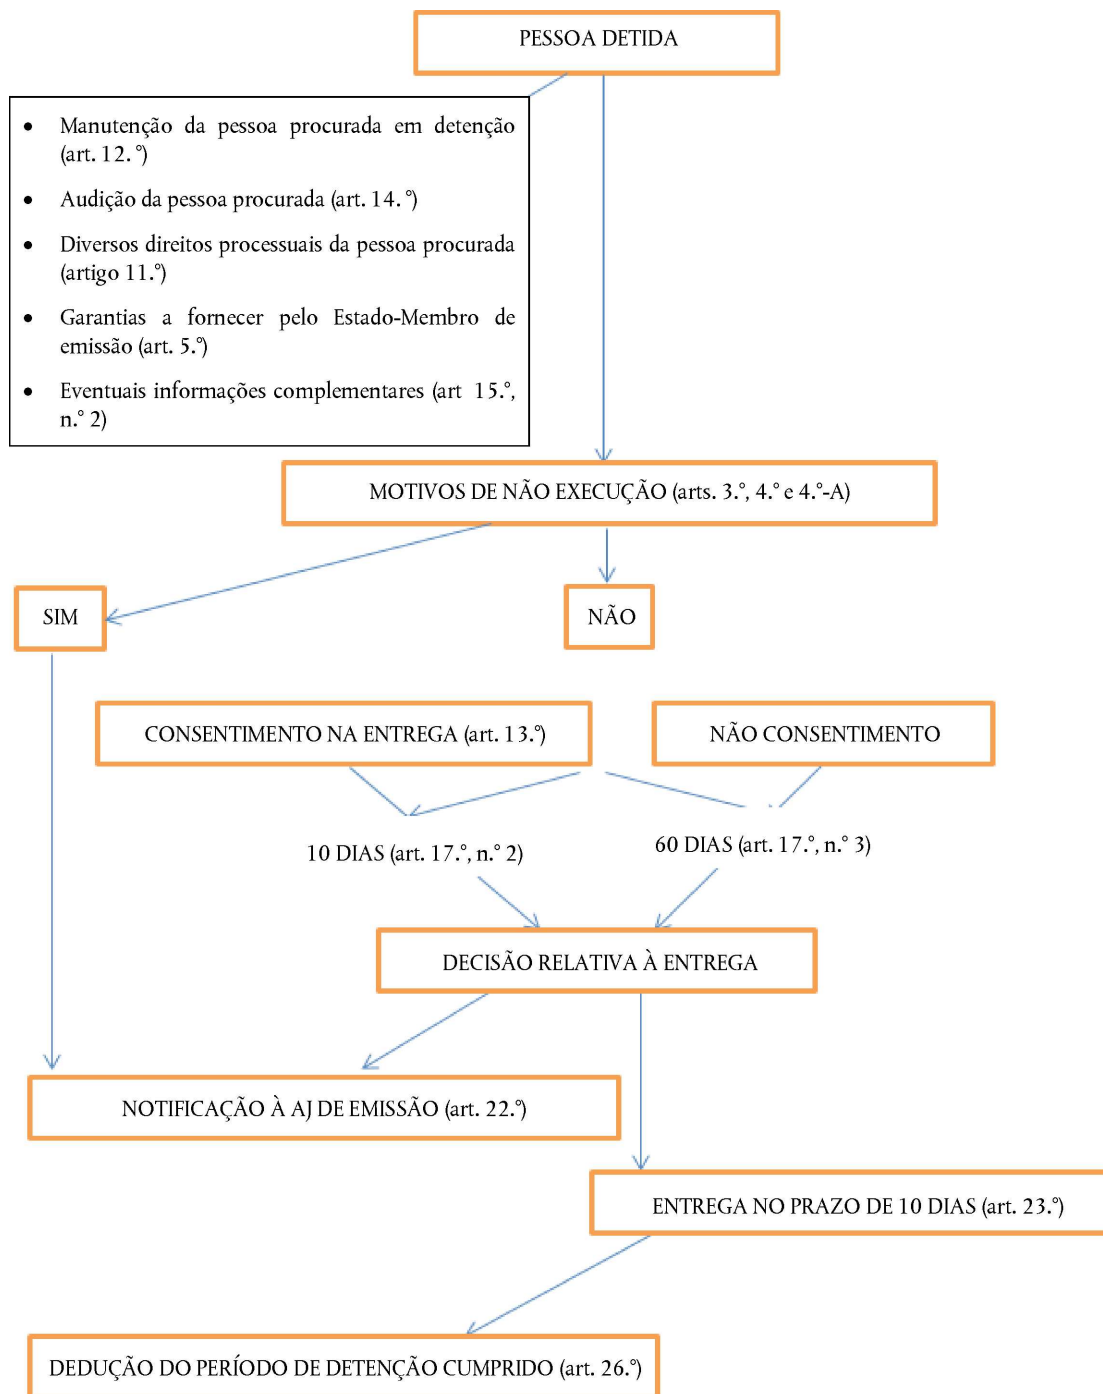 PESSOA DETIDA
• Manutenção da pessoa procurada em detenção
(art. 12. °)
• Audição da pessoa procurada (art. 14. °)
• Diversos direitos processuais da pessoa procurada
(artigo 11.°)
• Garantias a fornecer pelo Estado-Membro de
emissão (art. 5.°)
• Eventuais informações complementares (art 15.°,
n.° 2)
MOTIVOS DE NÃO EXECUÇÃO (arts. 3.°, 4.° e 4.°-A)
SIM
NÃO
CONSENTIMENTO NA ENTREGA (art. 13.°)
NÃO CONSENTIMENTO
10 DIAS (art. 17.°, n.° 2)
60 DIAS (art. 17.°, n.° 3)
DECISÃO RELATIVA À ENTREGA
NOTIFICAÇÃO À AJ DE EMISSÃO (art. 22.°)
ENTREGA NO PRAZO DE 10 DIAS (art. 23.°)
DEDUÇÃO DO PERÍODO DE DETENÇÃO CUMPRIDO (art. 26.°)